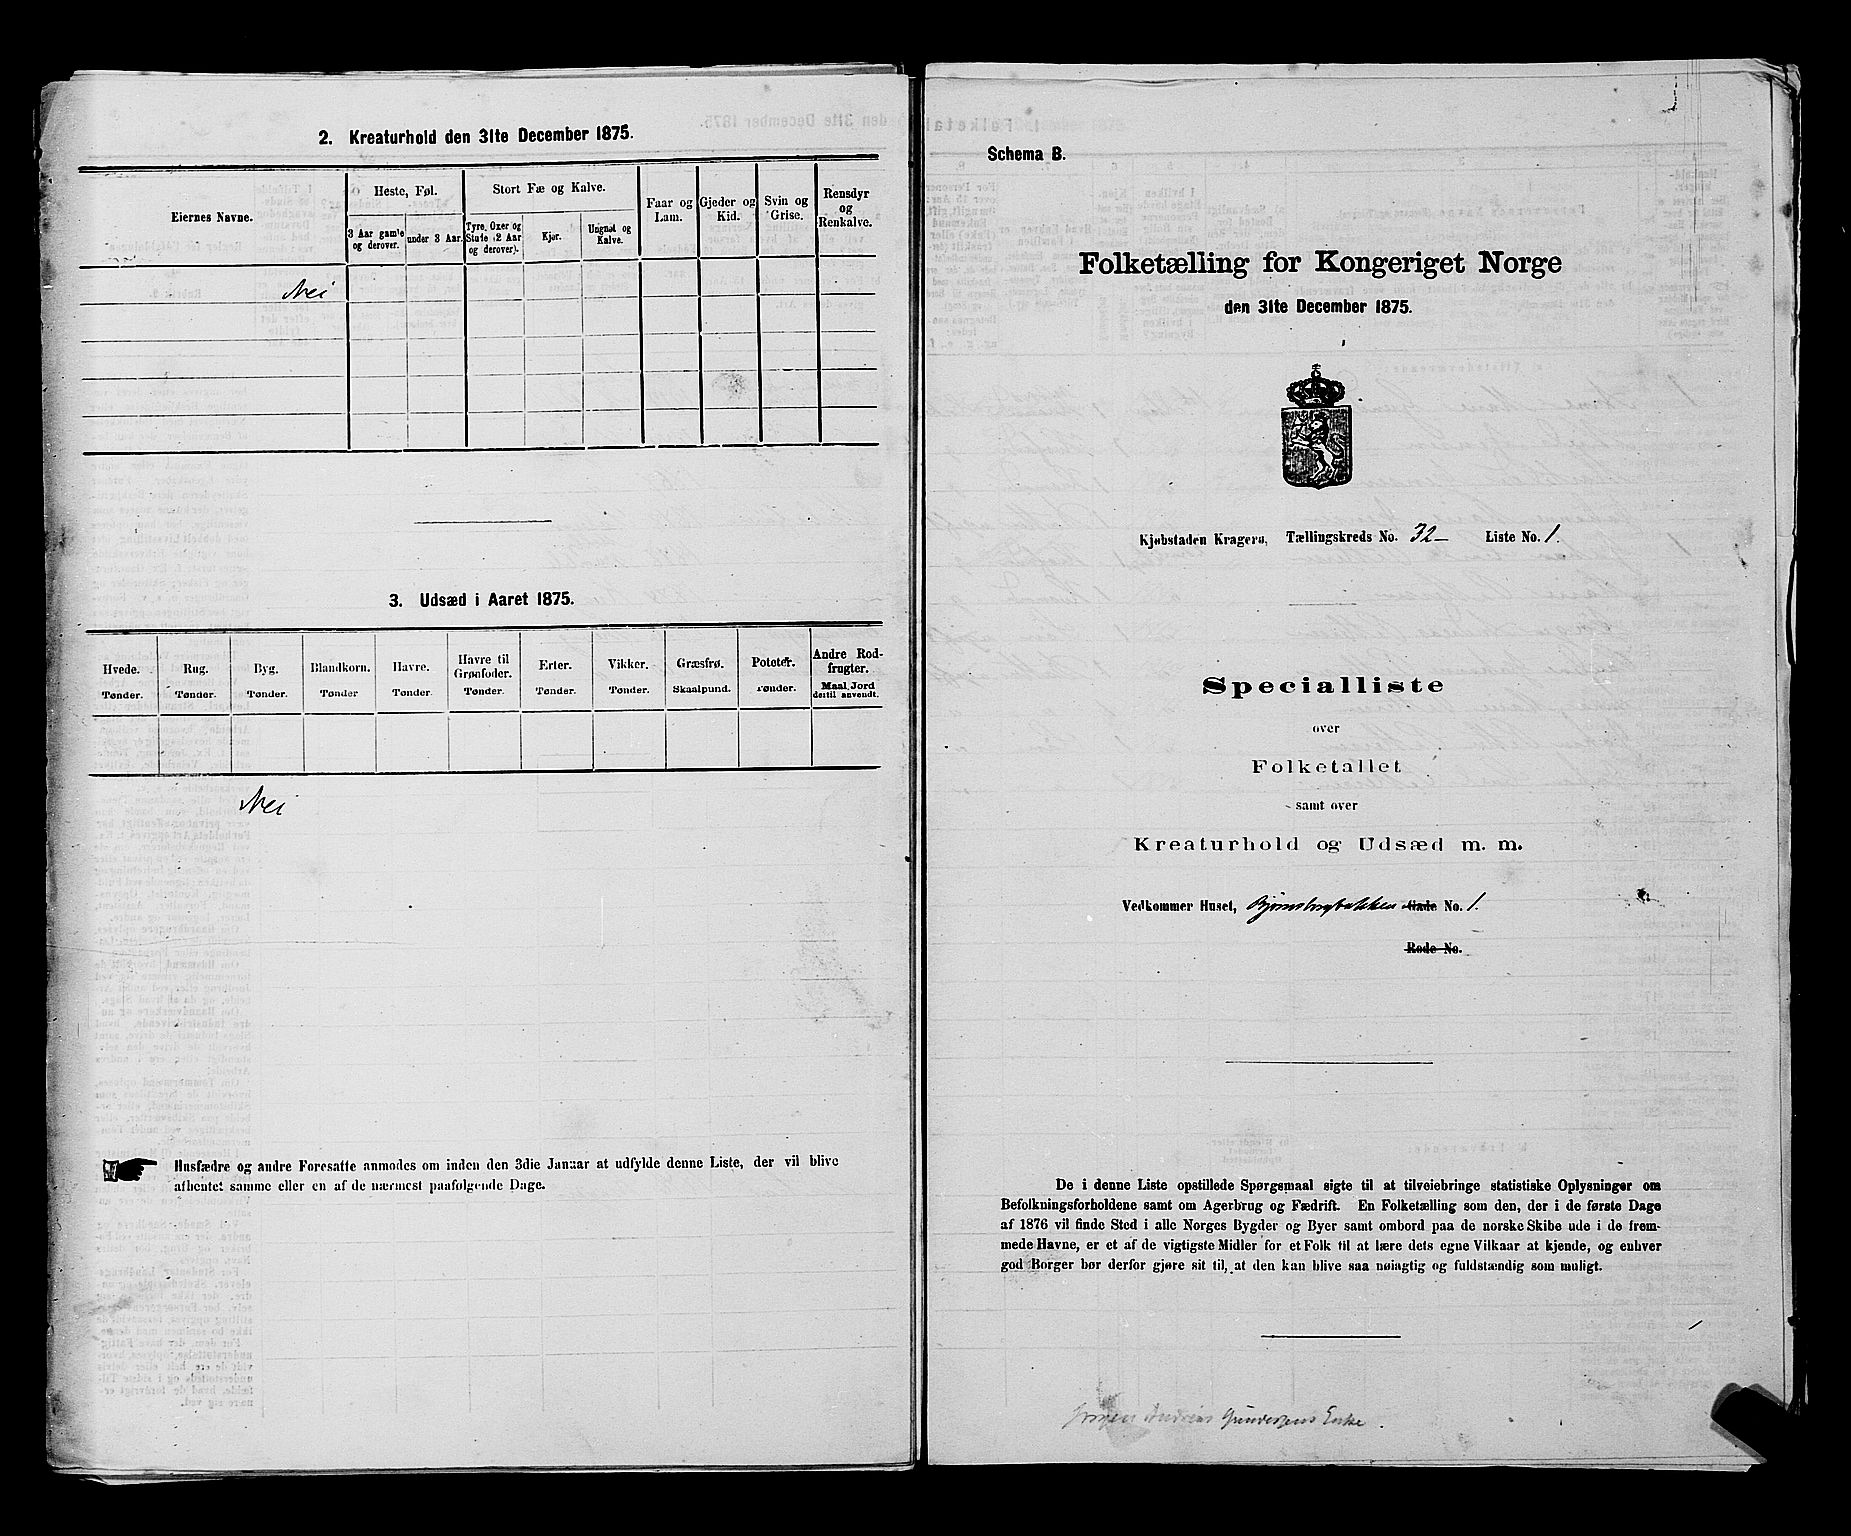 2. Kreaturhold den 31te December 1875.
Eiernes Navne.
Heste, Føl.
Stort Fæ og Kalve.
3 Aar gamle og derover.
under 3 Aar.
Tyre, Oxer og Stute (2 Aar og derover).
Kjør.
Ungnøt og Kalve.
Faar og Lam.
Gjeder og Kid.
Svin og Grise.
Rensdyr og Renkalve.
Nei
3. Udsæd i Aaret 1875.
Hvede. Tønder.
Rug. Tønder.
Byg. Tønder.
Blandkorn. Tønder
Havre. Tønder.
Havre til Grønfoder. Tønder.
Erter. Tønder.
Vikker. Tønder.
Græsfrø. Skaalpund.
Poteter. Tønder.
Andre Rodfrugter. Maal Jord dertil anvendt.
Nei
Husfædre og andre Foresatte anmodes om inden den 3die Januar at udfylde denne Liste, der vil blive
afhentet samme eller en af de nærmest paafølgende Dage.
Schema B.
Folketælling for Kongeriget Norge
den 31te December 1875.
Kjøbstaden Kragerø, Tællingskreds No. 32 Liste No. 1.
Specialliste
over
Folketallet
samt over
Kreaturhold og Udsæd m. m.
Vedkommer Huset, Bjørnsborgbakken Gade No. 1.
Rode No.
De i denne Liste opstillede Spørgsmaal sigte til at tilveiebringe statistiske Oplysninger om
Befolkningsforholdene samt om Agerbrug og Fædrift. En Folketælling som den, der i de første Dage
af 1876 vil finde Sted i alle Norges Bygder og Byer samt ombord paa de norske Skibe ude i de frem-
mede Havne, er et af de vigtigste Midler for et Folk til at lære dets egne Vilkaar at kjende, og enhver
god Borger bør derfor gjøre sit til, at den kan blive saa nøiagtig og fuldstændig som muligt.
Jørgen Andreas Gundersens Enke.